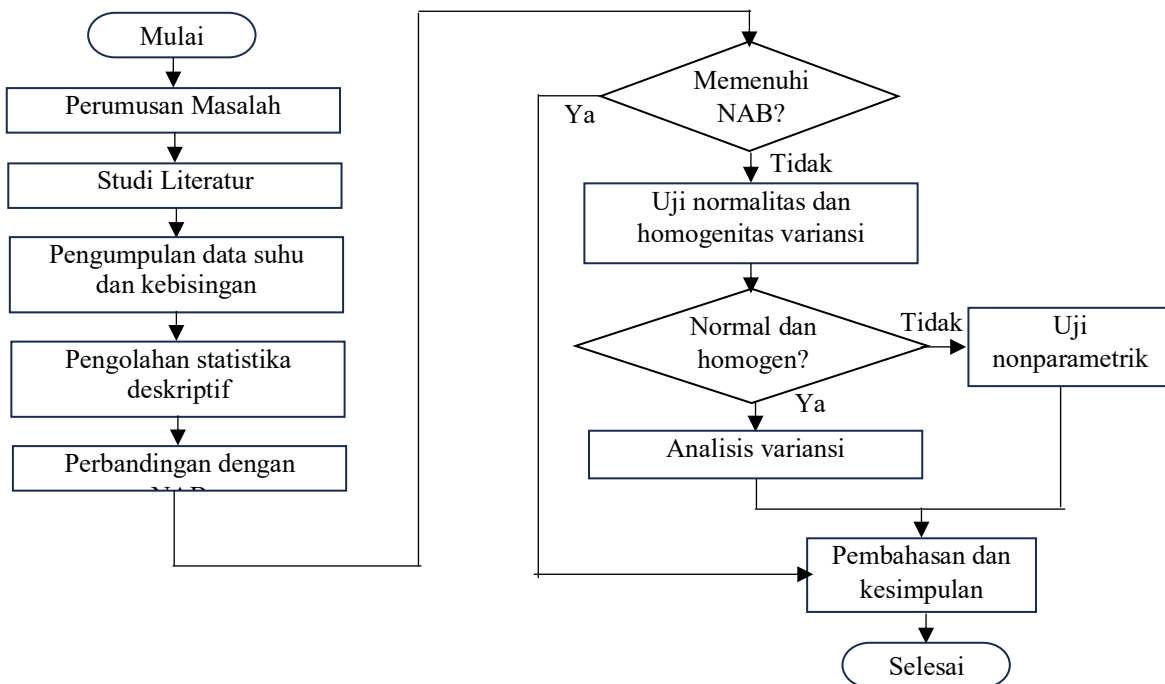 Mulai
Perumusan Masalah
Studi Literatur
Pengumpulan data suhu
dan kebisingan
Pengolahan statistika
deskriptif
Perbandingan dengan
Memenuhi
NAB?
Ya
Tidak
Uji normalitas dan
homogenitas variansi
Normal dan
homogen?
Tidak
Uji
nonparametrik
Ya
Analisis variansi
Pembahasan dan
kesimpulan
Selesai